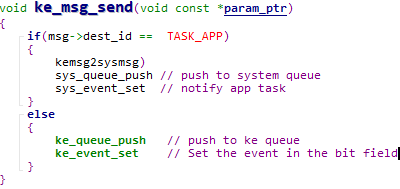 void ke_msg_send(void const *param_ptr)
{
if(msg->dest_id == TASK_APP)
{
kemsg2sysmsg)
sys_queue_push // push to system queue
sys_event_set // notify app task
}
else
{
ke_queue_push // push to ke queue
ke_event_set // Set the event in the bit field
}
}